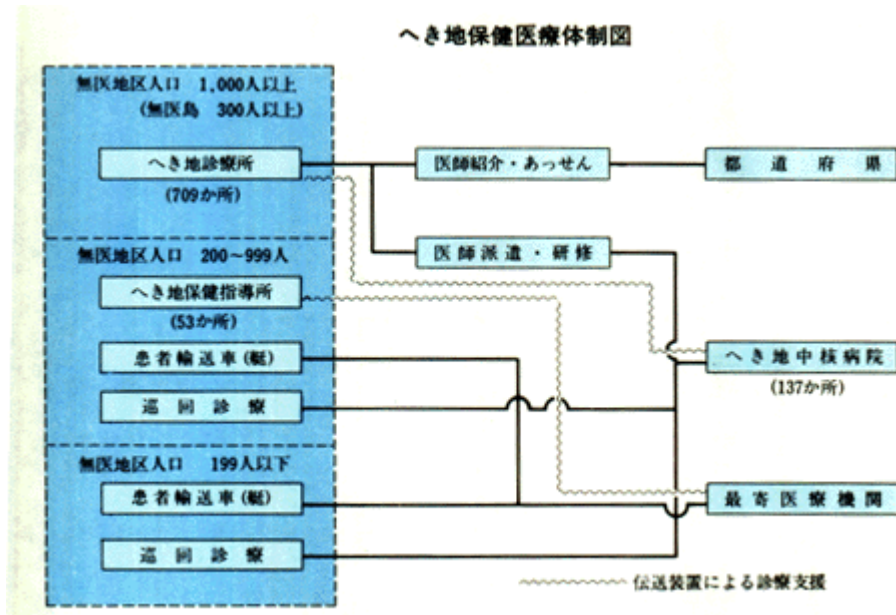 へき地保健医療体制図
無医地区人口 1,000人以上
(無医島 300人以上)
へき地診療所
(709か所)
医師紹介・あっせん
都道府県
医師派遣・研修
無医地区人口 200～999人
へき地保健指導所
(53か所)
患者輸送車(艇)
巡回診療
へき地中核病院
(137か所)
無医地区人口 199人以下
患者輸送車(艇)
最寄医療機関
巡回診療
伝送装置による診療支援